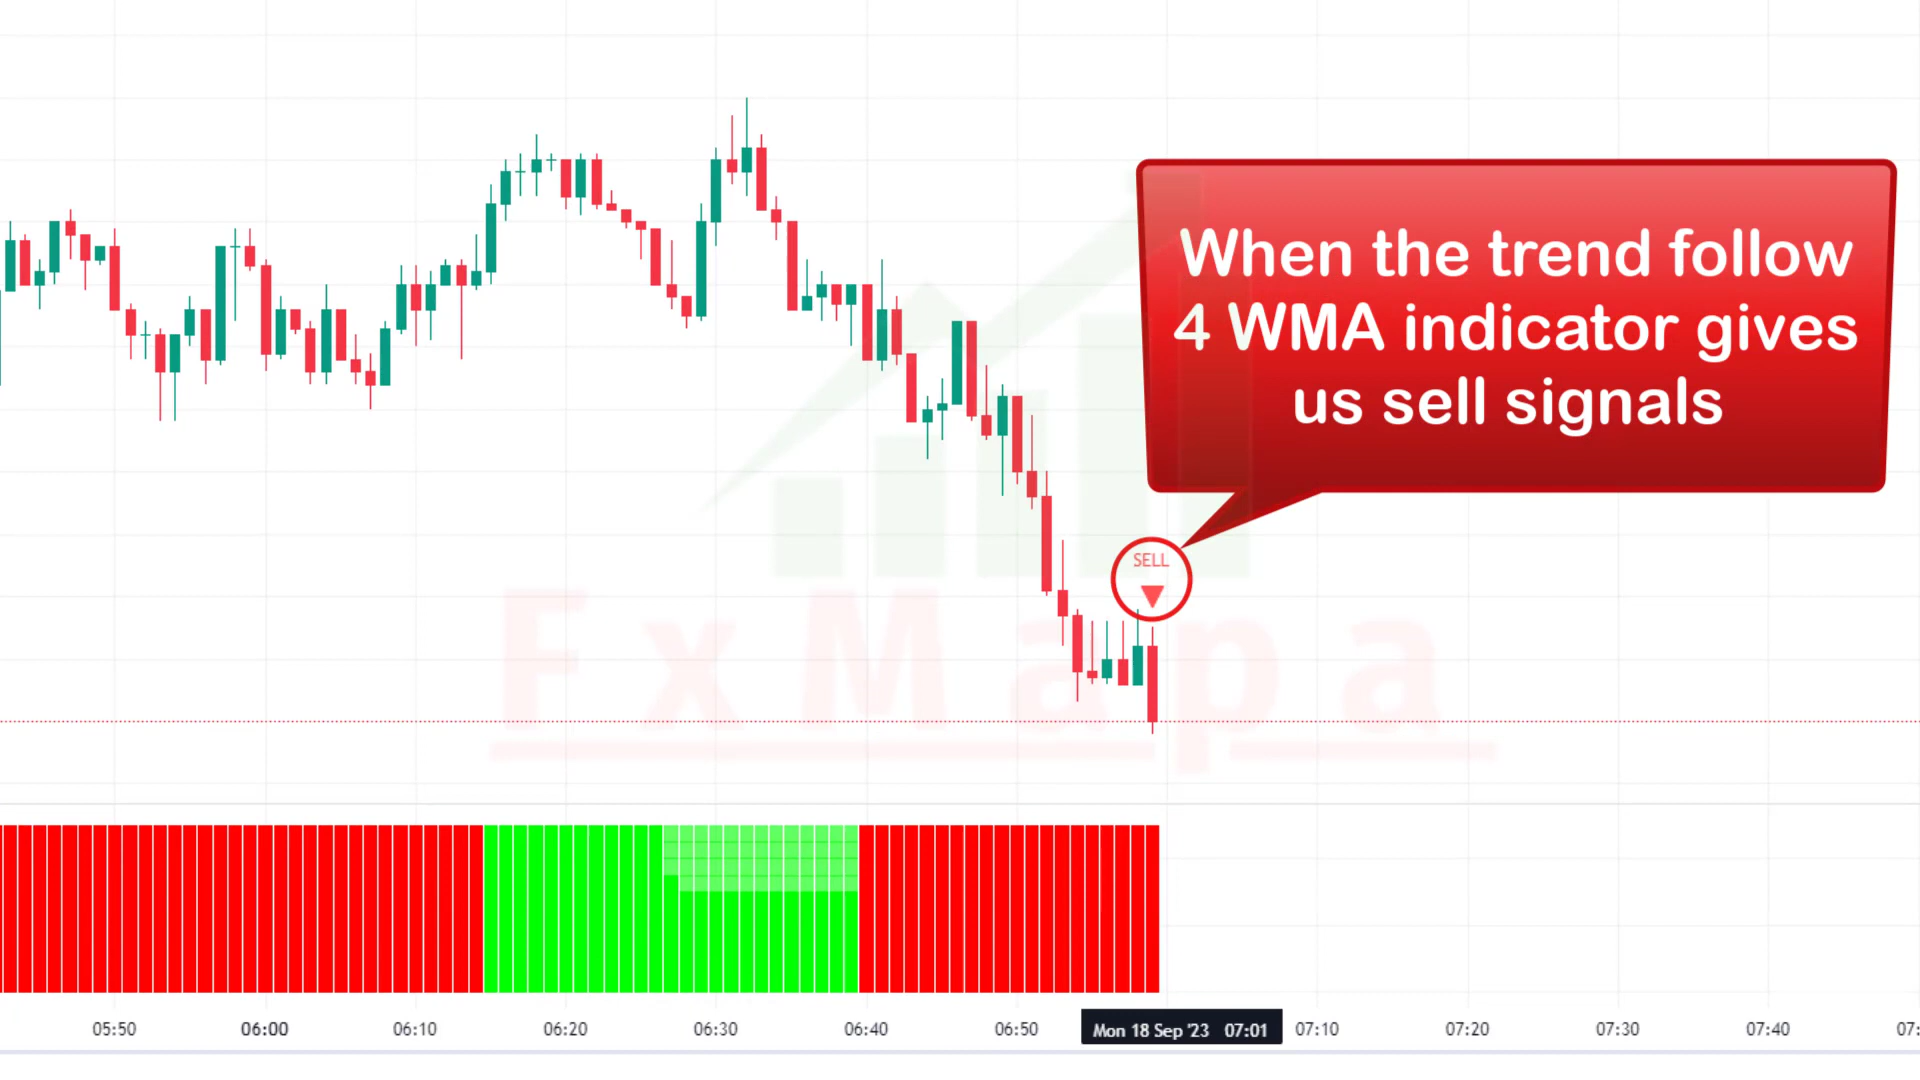 When the trend follow
4 WMA indicator gives
us sell signals
SELL
FxMapa
05:50 06:00 06:10 06:20 06:30 06:40 06:50 Mon 18 Sep '23 07:01 07:10 07:20 07:30 07:40 07: